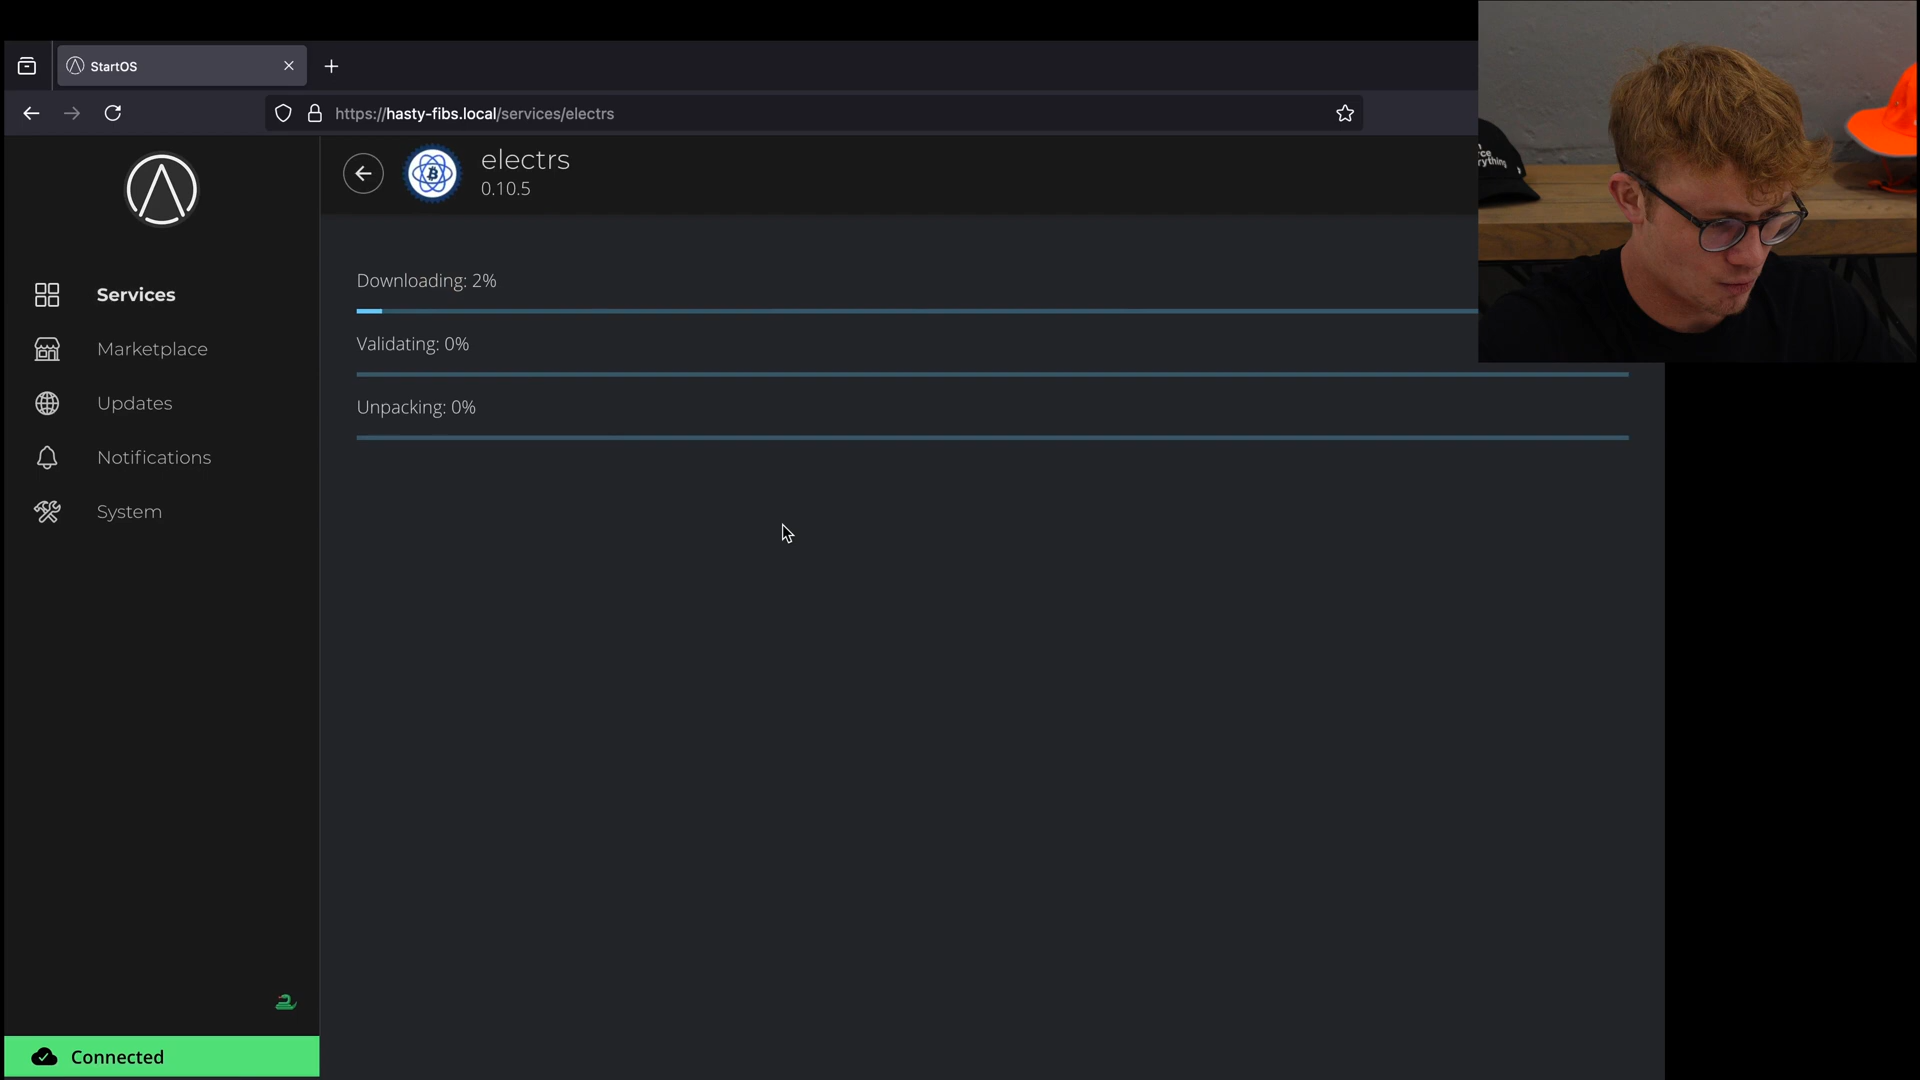 StartOS
https://hasty-fibs.local/services/electrs
electrs
0.10.5
Services
Marketplace
Updates
Notifications
System
Downloading: 2%
Validating: 0%
Unpacking: 0%
Connected